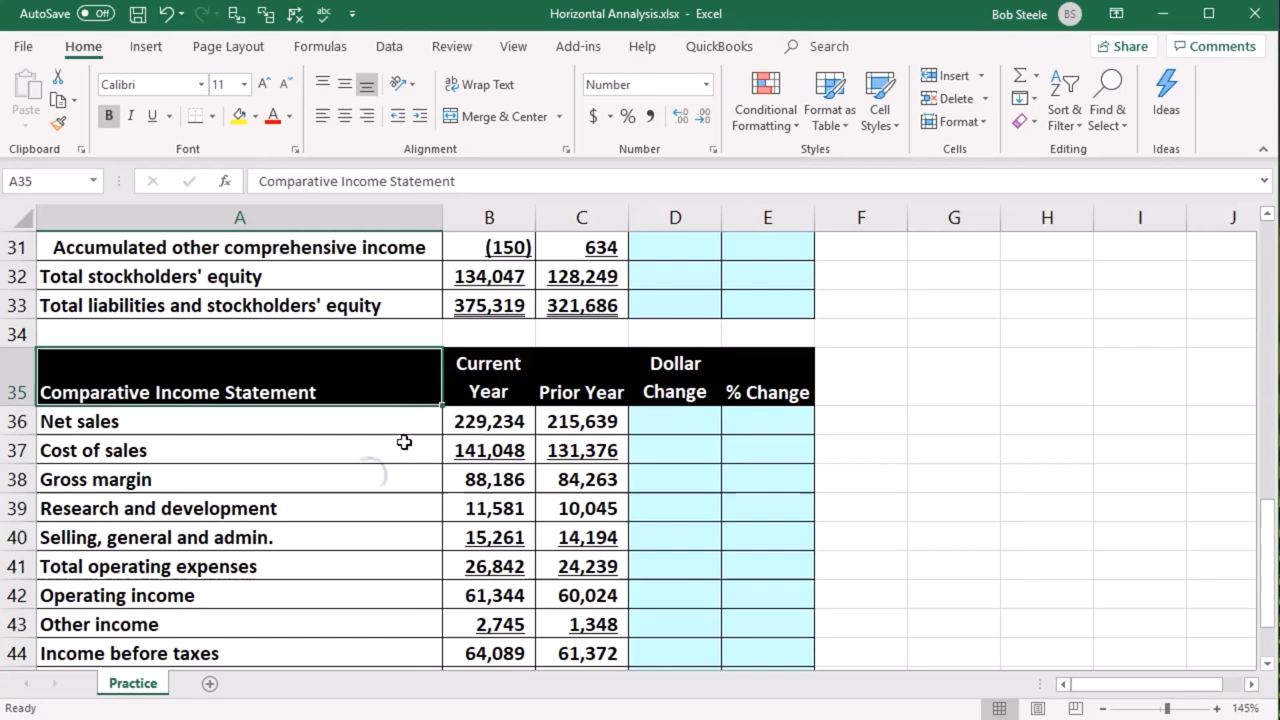 AutoSave Off Horizontal Annalysis.xlsx - Excel Bob Steele BS
File Home Insert Page Layout Formulas Data Review View Add-ins Help QuickBooks Search Share Comments
Paste Calibri 11 A A Wrap Text Number Conditional Formatting Format as Table Cell Styles Insert Sort & Filter Find & Select Ideas
B I U A Merge & Center $ % Delete
Format
Clipboard Font Alignment Number Styles Cells Editing Ideas
A35 fx Comparative Income Statement
A B C D E F G H I J
31 Accumulated other comprehensive income (150) 634
32 Total stockholders' equity 134,047 128,249
33 Total liabilities and stockholders' equity 375,319 321,686
34
35 Comparative Income Statement Current Year Prior Year Dollar Change % Change
36 Net sales 229,234 215,639
37 Cost of sales 141,048 131,376
38 Gross margin 88,186 84,263
39 Research and development 11,581 10,045
40 Selling, general and admin. 15,261 14,194
41 Total operating expenses 26,842 24,239
42 Operating income 61,344 60,024
43 Other income 2,745 1,348
44 Income before taxes 64,089 61,372
Practice
Ready 145%